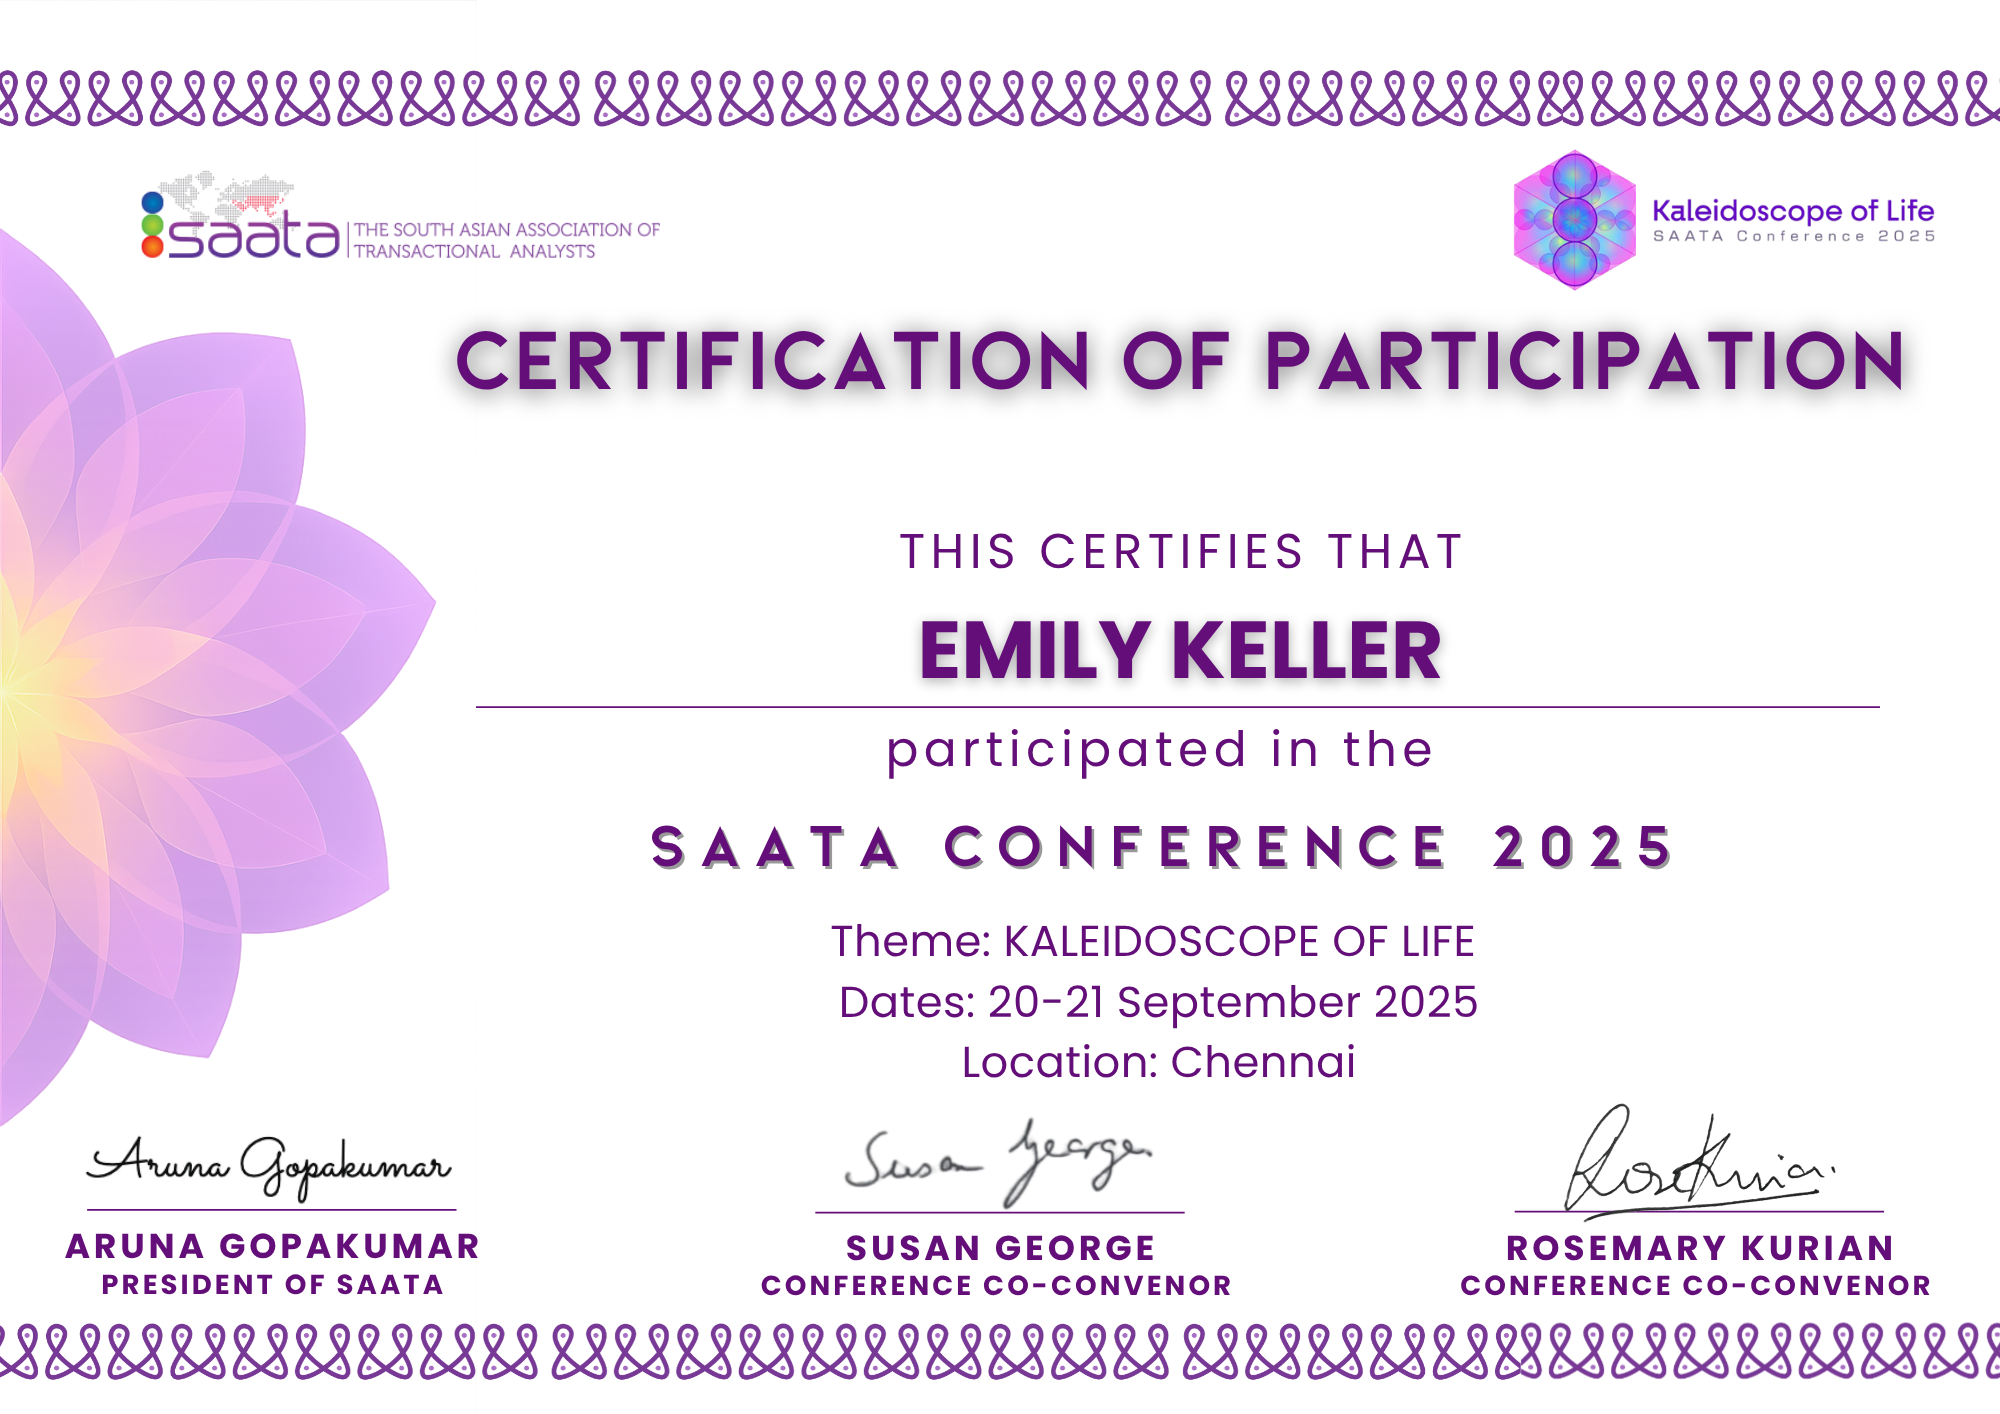 saata
THE SOUTH ASIAN ASSOCIATION OF
TRANSACTIONAL ANALYSTS
Kaleidoscope of Life
SAATA Conference 2025
CERTIFICATION OF PARTICIPATION
THIS CERTIFIES THAT
EMILY KELLER
participated in the
SAATA CONFERENCE 2025
Theme: KALEIDOSCOPE OF LIFE
Dates: 20-21 September 2025
Location: Chennai
Aruna Gopakumar
ARUNA GOPAKUMAR
PRESIDENT OF SAATA
Susan George
SUSAN GEORGE
CONFERENCE CO-CONVENOR
ROSEMARY KURIAN
CONFERENCE CO-CONVENOR